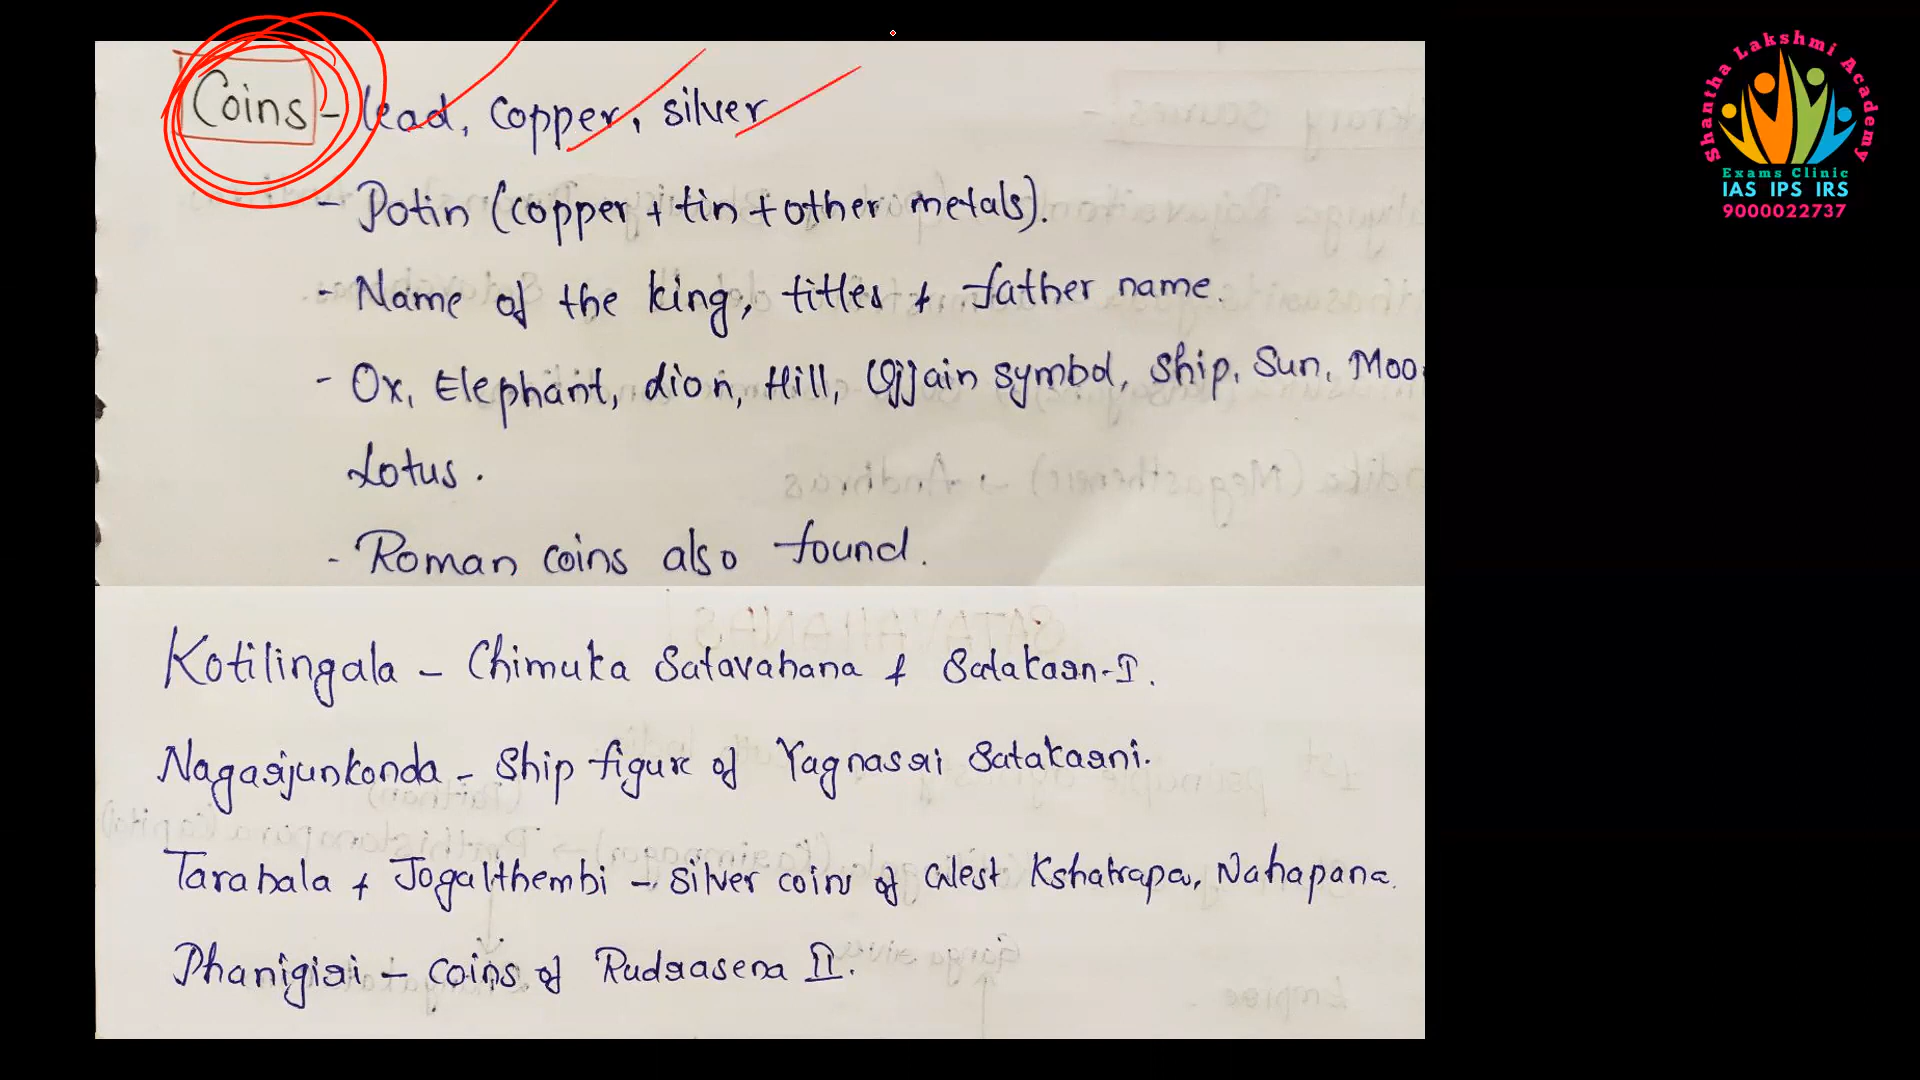 Coins - lead, copper, silver
- Potin (copper + tin + other metals).
- Name of the king, titles + father name.
- Ox, Elephant, Lion, Hill, Ujjain symbol, Ship, Sun, Moo
Lotus.
- Roman coins also found.
Kotilingala - Chimuka Satavahana + Satakarn-I.
Nagarjunkonda - Ship figure of Yagnasri Satakarni.
Tarahala + Jogalthembi - silver coins of West Kshatrapa, Nahapana.
Phanigiri - coins of Rudrasena II.
Shantha Lakshmi Academy
Exams Clinic
IAS IPS IRS
9000022737